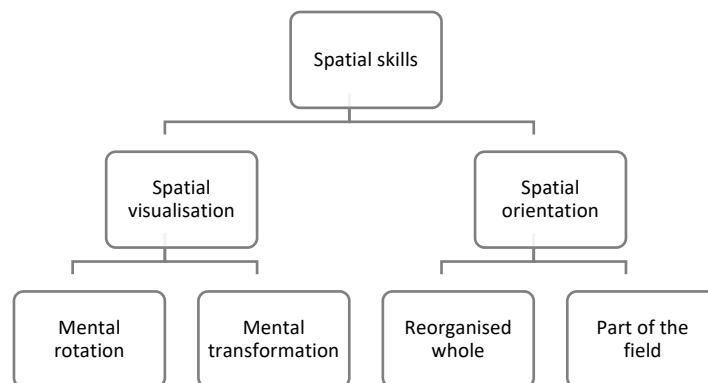 Spatial skills
Spatial
visualisation
Spatial
orientation
Mental
rotation
Mental
transformation
Reorganised
whole
Part of the
field